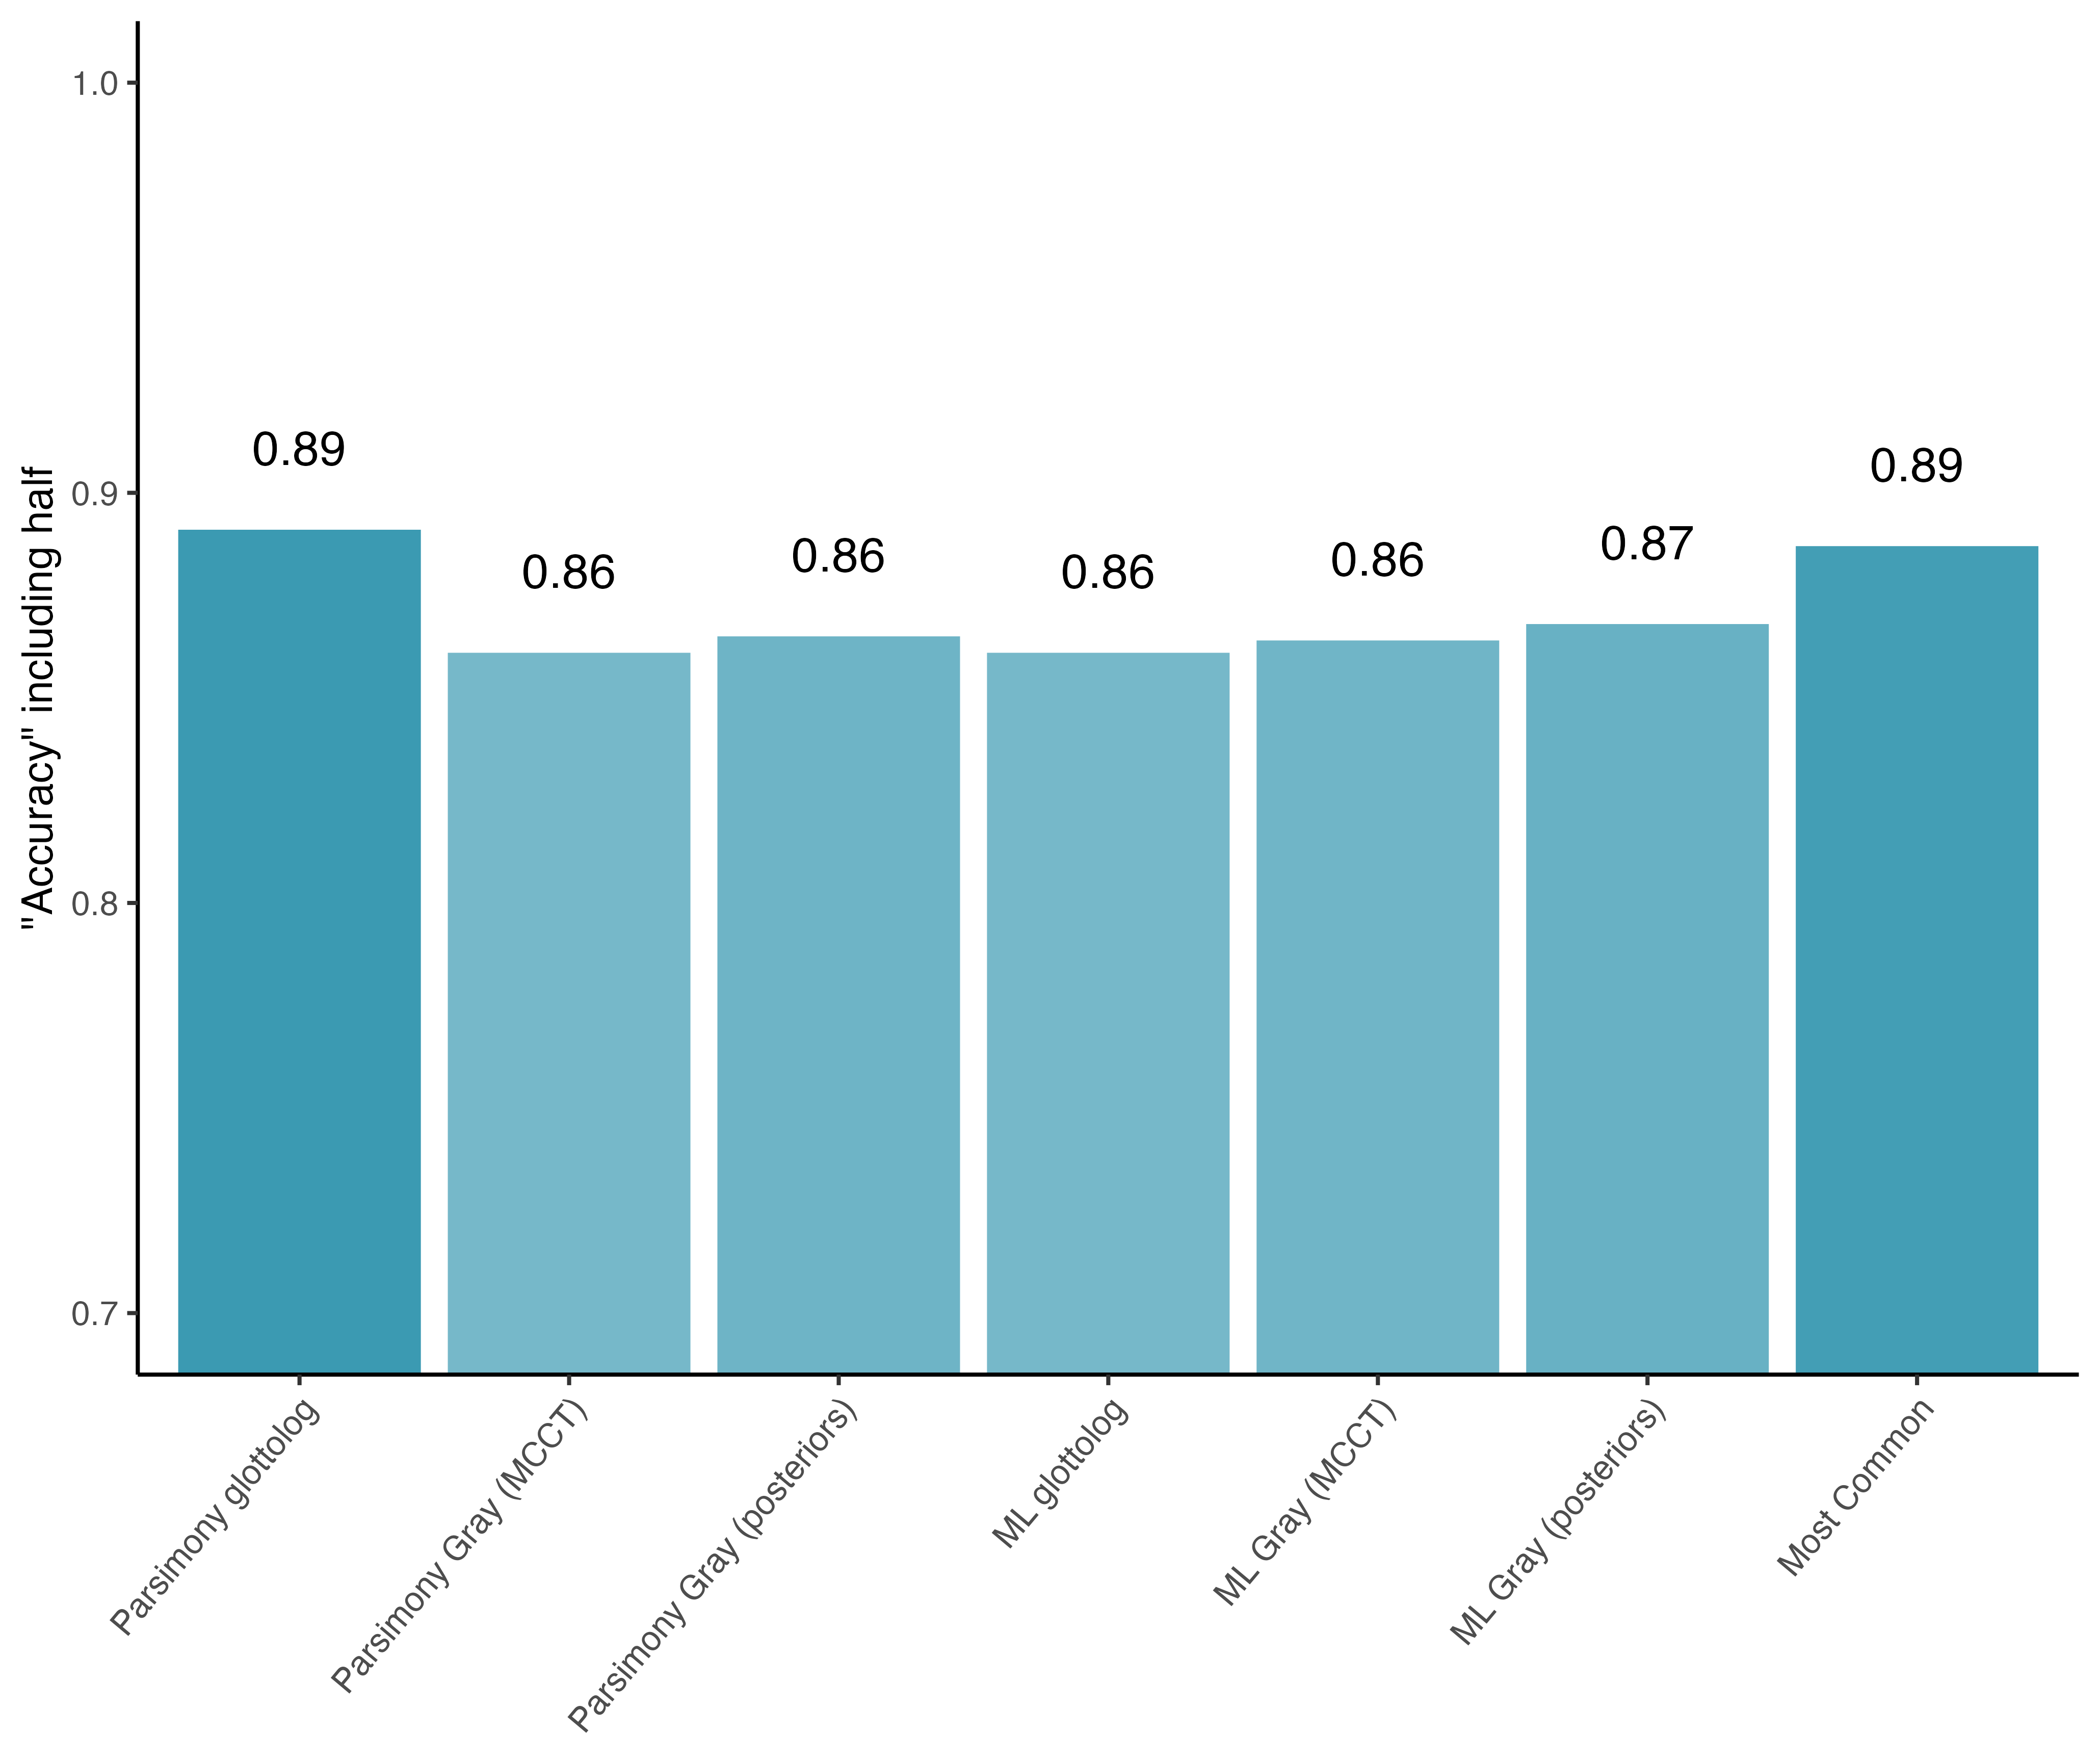 "Accuracy" including half
1.0
0.9
0.8
0.7
0.89
0.86
0.86
0.86
0.86
0.87
0.89
Parsimony glottolog
Parsimony Gray (MCCT)
Parsimony Gray (posteriors)
ML glottolog
ML Gray (MCCT)
ML Gray (posteriors)
Most Common